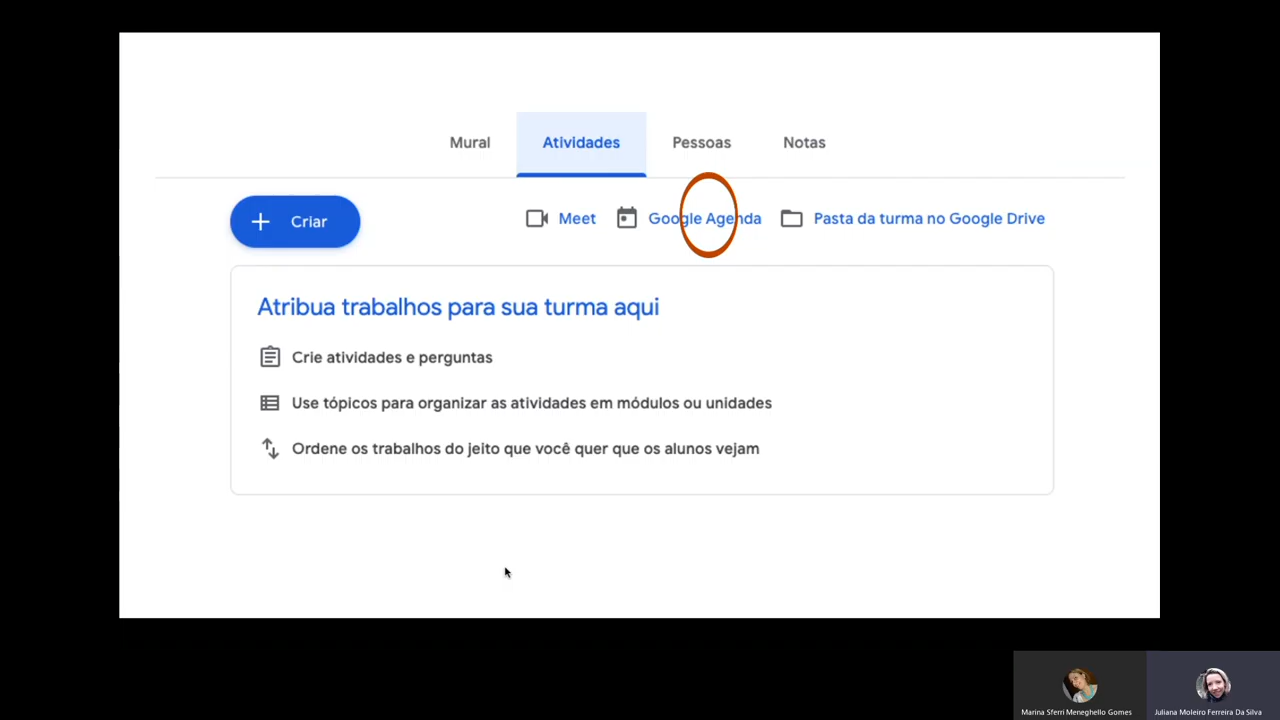 Mural Atividades Pessoas Notas
Criar Meet Google Agenda Pasta da turma no Google Drive
Atribua trabalhos para sua turma aqui
Crie atividades e perguntas
Use tópicos para organizar as atividades em módulos ou unidades
Ordene os trabalhos do jeito que você quer que os alunos vejam
Marina Sferri Meneghello Gomes Juliana Moleiro Ferreira Da Silva